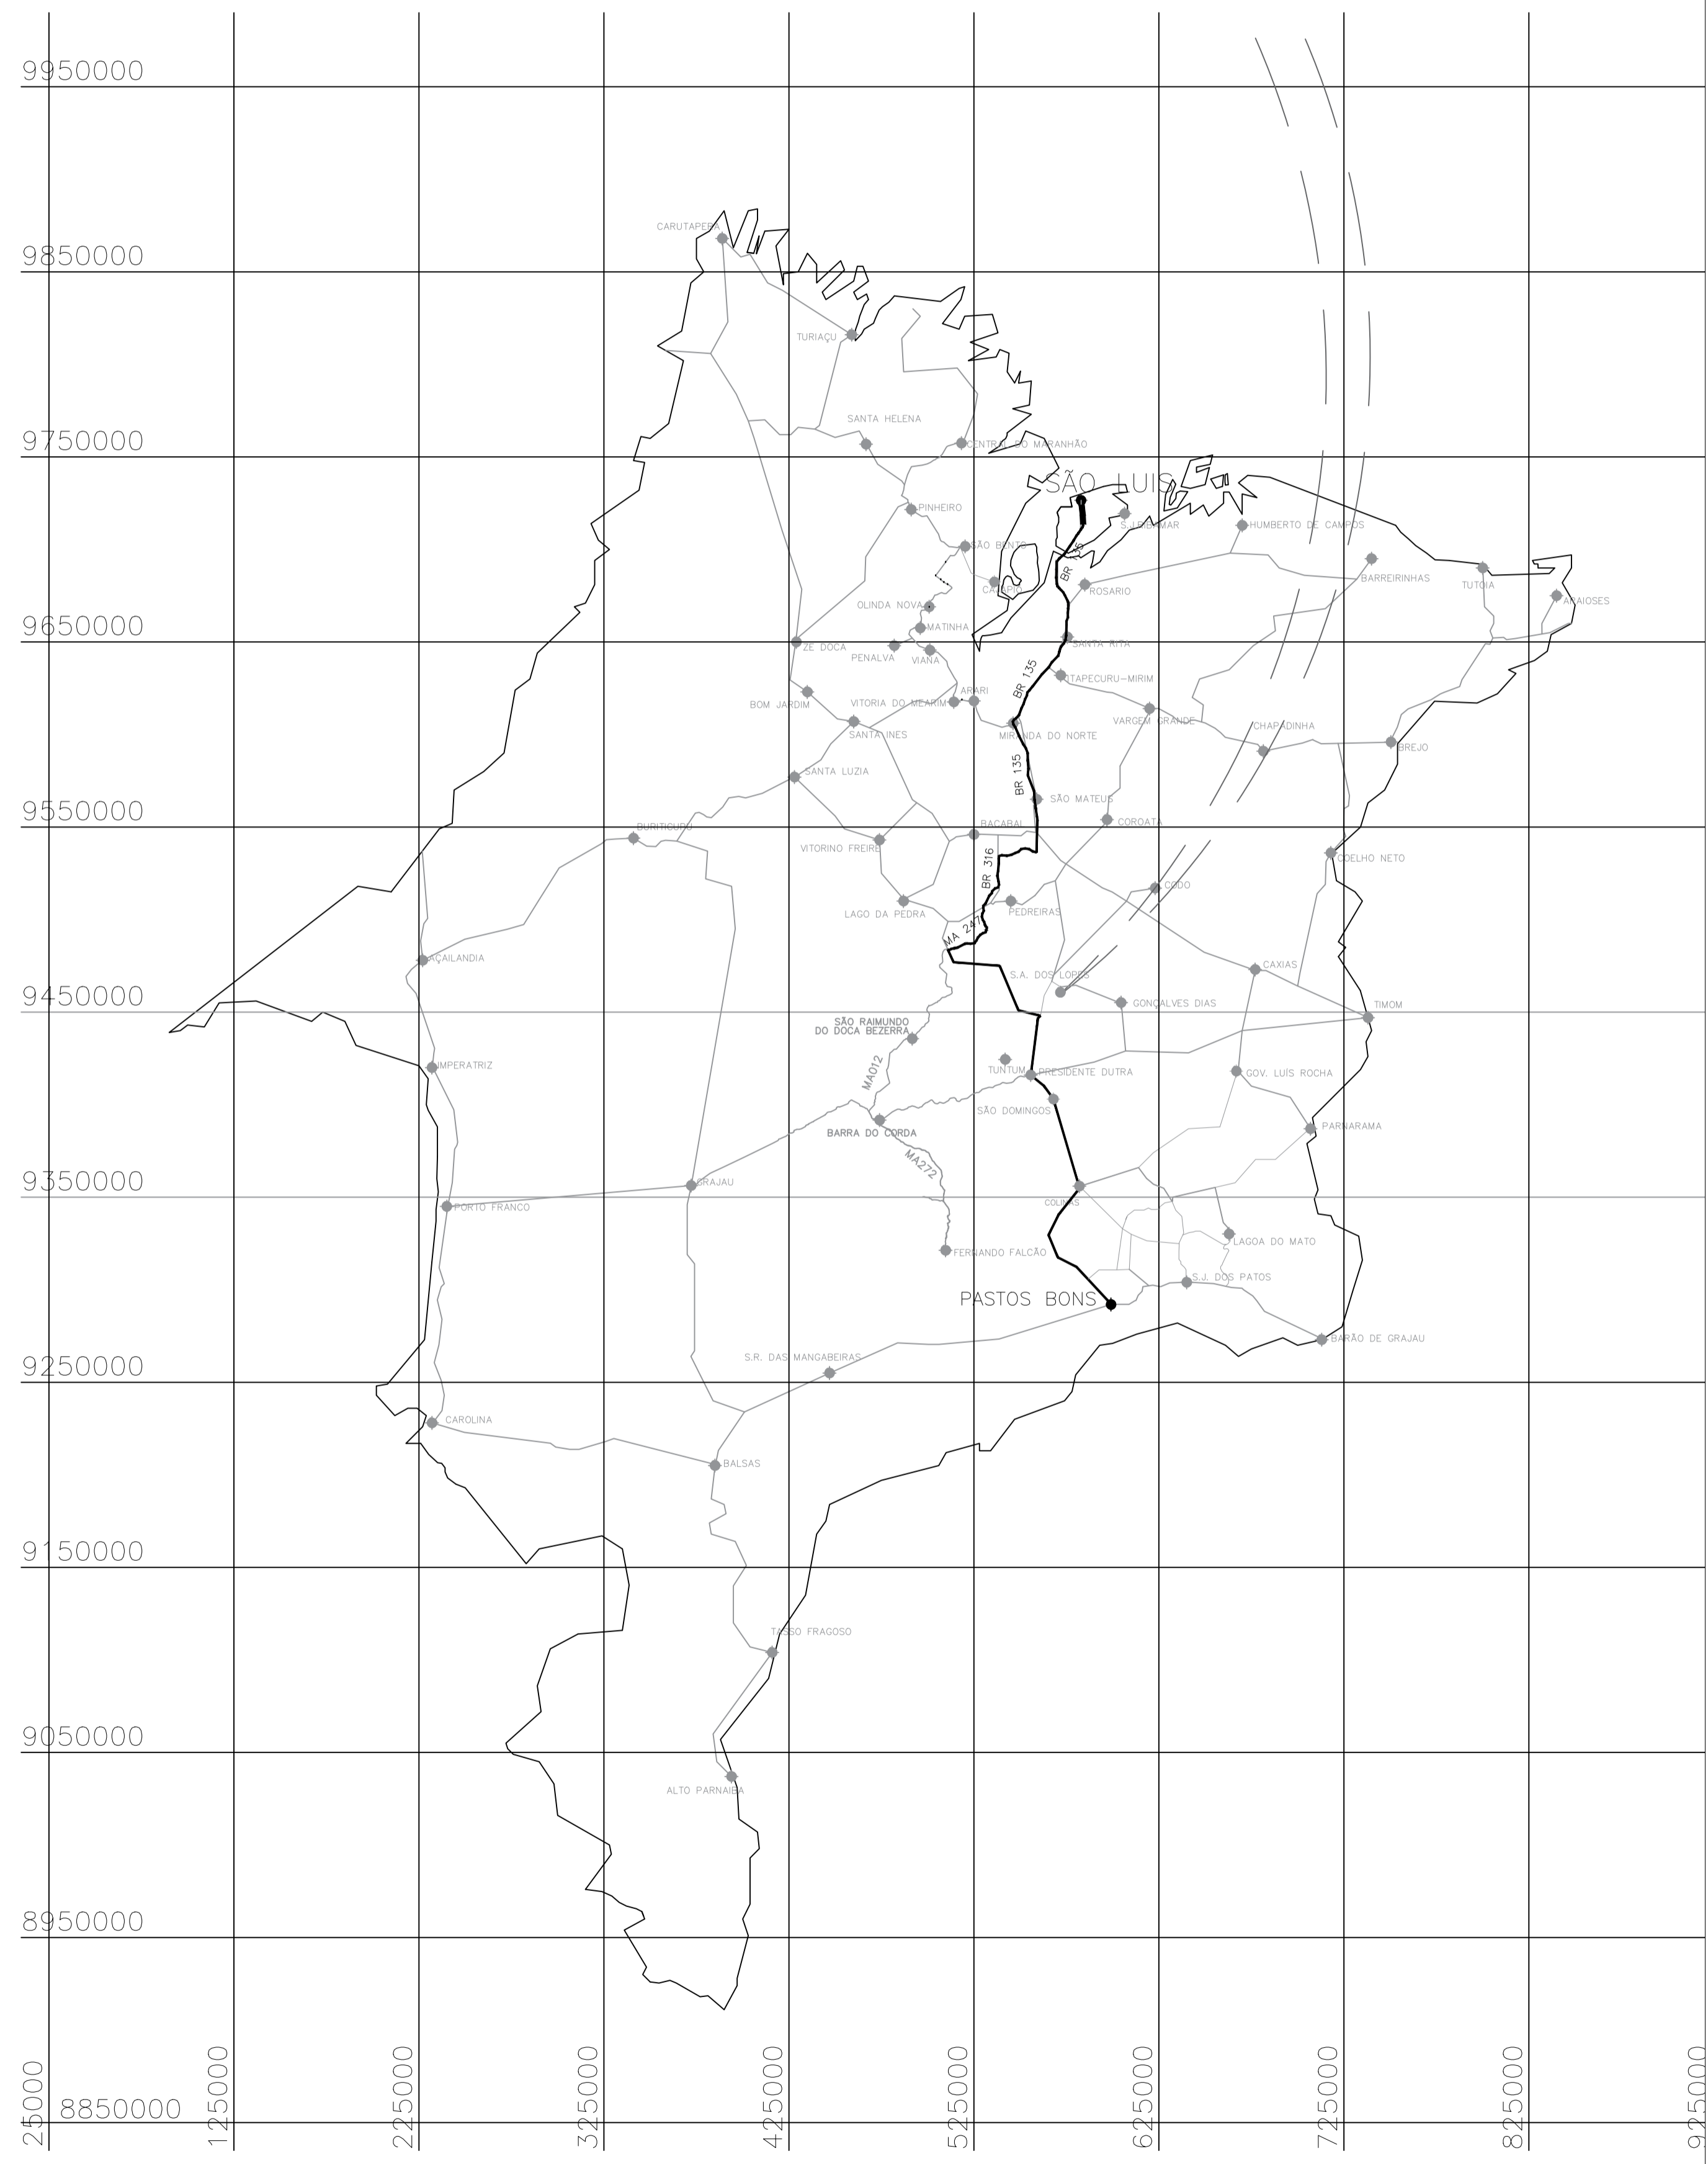 9950000
CARUTAPERA
9850000
TURIAÇU
SANTA HELENA
9750000
CENTRAL DO MARANHÃO
SÃO LUIS
PINHEIRO
S.J.RIBAMAR
HUMBERTO DE CAMPOS
SÃO BENTO
BR 135
BARREIRINHAS
TUTOIA
CAJAPIO
ROSARIO
ARAIOSES
OLINDA NOVA
9650000
MATINHA
SANTA RITA
ZE DOCA
PENALVA
VIANA
BR 135
ITAPECURU-MIRIM
BOM JARDIM
VITORIA DO MEARIM
ARARI
VARGEM GRANDE
CHAPADINHA
SANTA INES
MIRANDA DO NORTE
BREJO
SANTA LUZIA
BR 135
SÃO MATEUS
9550000
BURITICUPU
BACABAL
COROATA
VITORINO FREIRE
BR 316
COELHO NETO
CODO
LAGO DA PEDRA
PEDREIRAS
MA 247
AÇAILANDIA
S.A. DOS LOPES
CAXIAS
9450000
GONÇALVES DIAS
TIMOM
SÃO RAIMUNDO
DO DOCA BEZERRA
IMPERATRIZ
MA012
TUNTUM
PRESIDENTE DUTRA
GOV. LUÍS ROCHA
SÃO DOMINGOS
BARRA DO CORDA
PARNARAMA
MA272
9350000
GRAJAU
PORTO FRANCO
COLINAS
FERNANDO FALCÃO
LAGOA DO MATO
S.J. DOS PATOS
PASTOS BONS
BARÃO DE GRAJAU
S.R. DAS MANGABEIRAS
9250000
CAROLINA
BALSAS
9150000
TASSO FRAGOSO
9050000
ALTO PARNAIBA
8950000
8850000
25000
125000
225000
325000
425000
525000
625000
725000
825000
925000